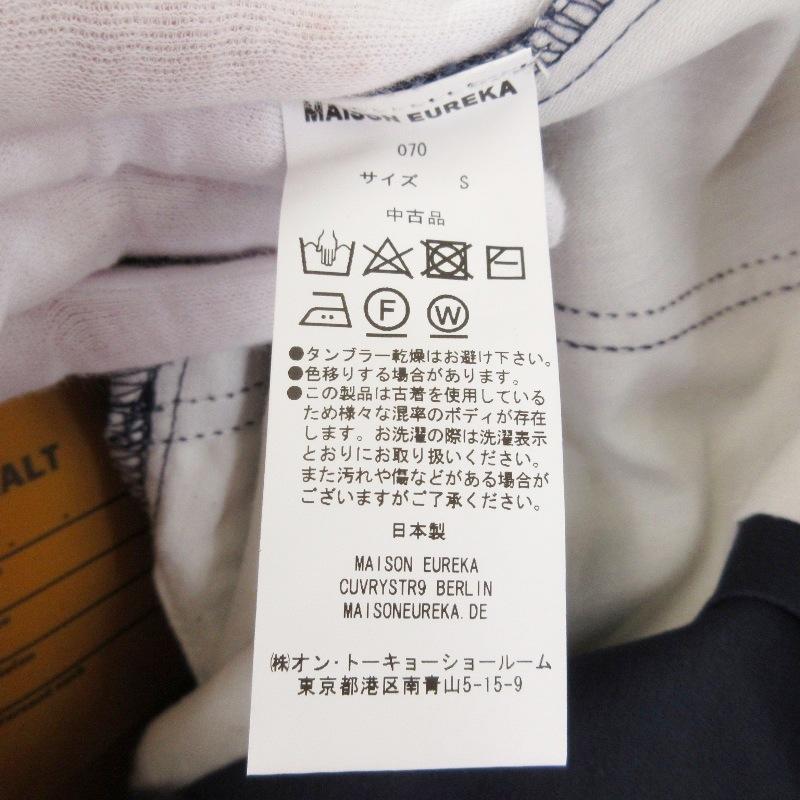 MAISON EUREKA
070
サイズ S
中古品
F
W
●タンブラー乾燥はお避け下さい。
●色移りする場合があります。
●この製品は古着を使用している
ため様々な混率のボディが存在
します。お洗濯の際は洗濯表示
とおりにお取り扱いください。
また汚れや傷などがある場合が
ございますがご了承ください。
日本製
MAISON EUREKA
CUVRYSTR9 BERLIN
MAISONEUREKA.DE
㈱オン・トーキョーショールーム
東京都港区南青山5-15-9
ALT